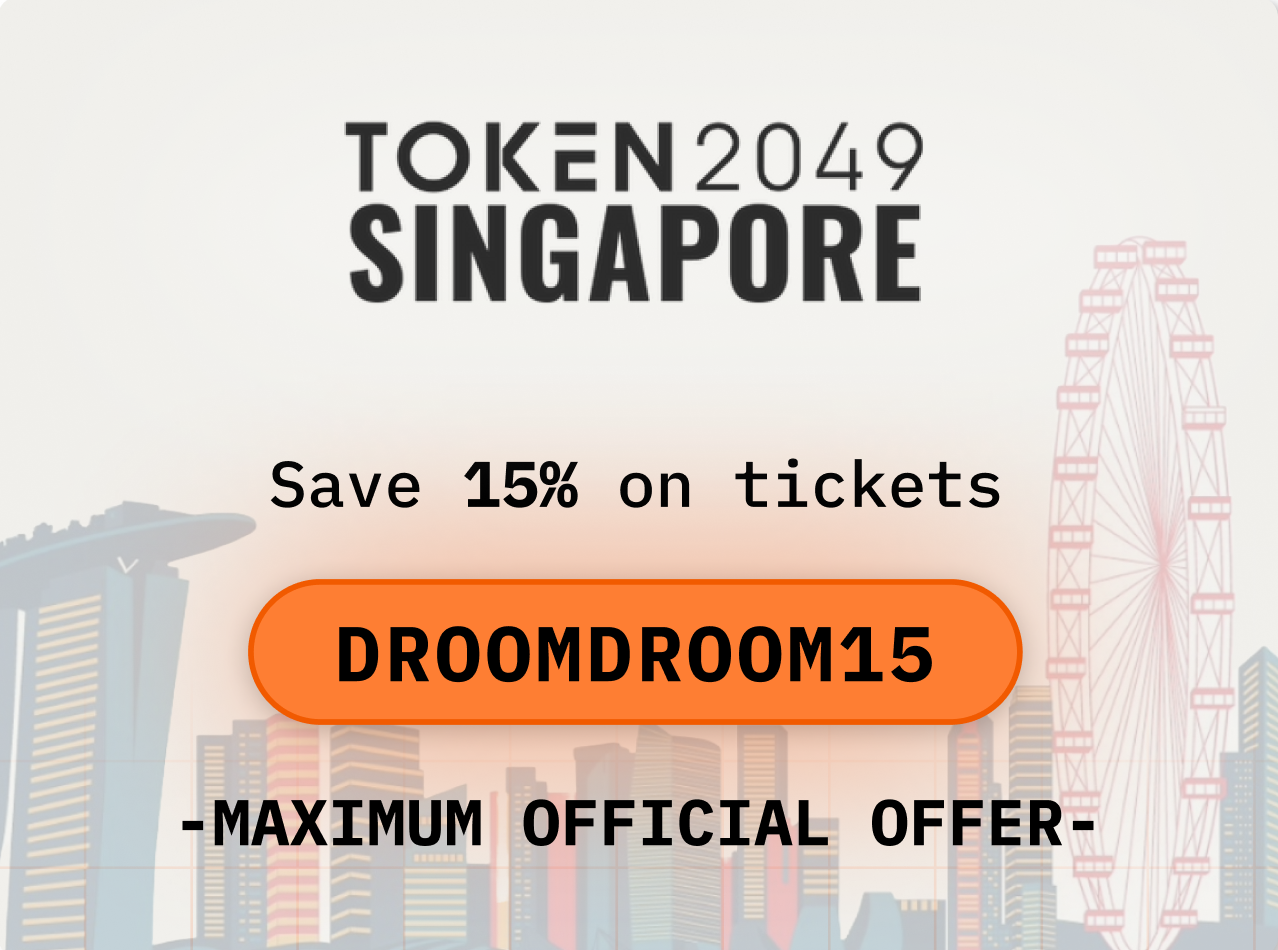 TOKEN2049
SINGAPORE
Save 15% on tickets
DROOMDROOM15
-MAXIMUM OFFICIAL OFFER-